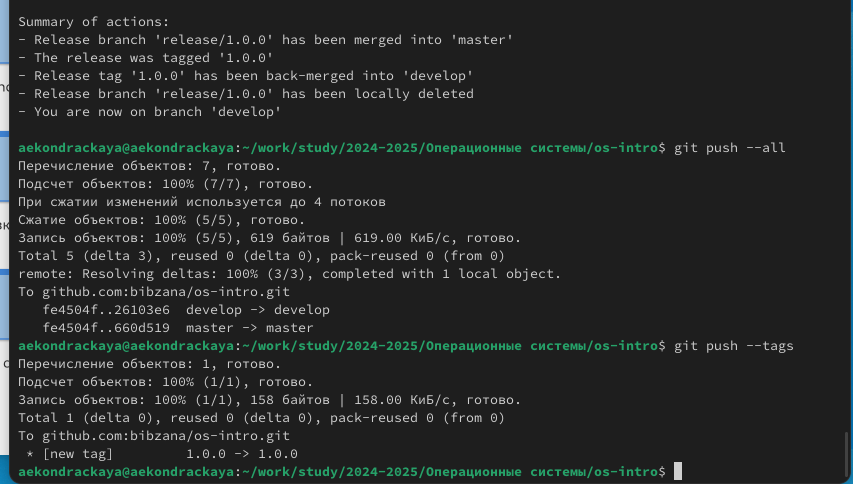 Summary of actions:
- Release branch 'release/1.0.0' has been merged into 'master'
- The release was tagged '1.0.0'
- Release tag '1.0.0' has been back-merged into 'develop'
- Release branch 'release/1.0.0' has been locally deleted
- You are now on branch 'develop'
aekondrackaya@aekondrackaya:~/work/study/2024-2025/Операционные системы/os-intro$ git push --all
Перечисление объектов: 7, готово.
Подсчет объектов: 100% (7/7), готово.
При сжатии изменений используется до 4 потоков
Сжатие объектов: 100% (5/5), готово.
Запись объектов: 100% (5/5), 619 байтов | 619.00 КиБ/с, готово.
Total 5 (delta 3), reused 0 (delta 0), pack-reused 0 (from 0)
remote: Resolving deltas: 100% (3/3), completed with 1 local object.
To github.com:bibzana/os-intro.git
   fe4504f..26103e6  develop -> develop
   fe4504f..660d519  master -> master
aekondrackaya@aekondrackaya:~/work/study/2024-2025/Операционные системы/os-intro$ git push --tags
Перечисление объектов: 1, готово.
Подсчет объектов: 100% (1/1), готово.
Запись объектов: 100% (1/1), 158 байтов | 158.00 КиБ/с, готово.
Total 1 (delta 0), reused 0 (delta 0), pack-reused 0 (from 0)
To github.com:bibzana/os-intro.git
 * [new tag]         1.0.0 -> 1.0.0
aekondrackaya@aekondrackaya:~/work/study/2024-2025/Операционные системы/os-intro$